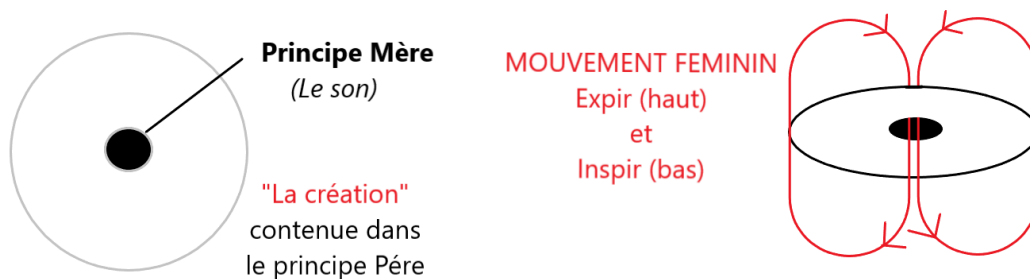 Principe Mère
(Le son)
"La création"
contenue dans
le principe Pére
MOUVEMENT FEMININ
Expir (haut)
et
Inspir (bas)